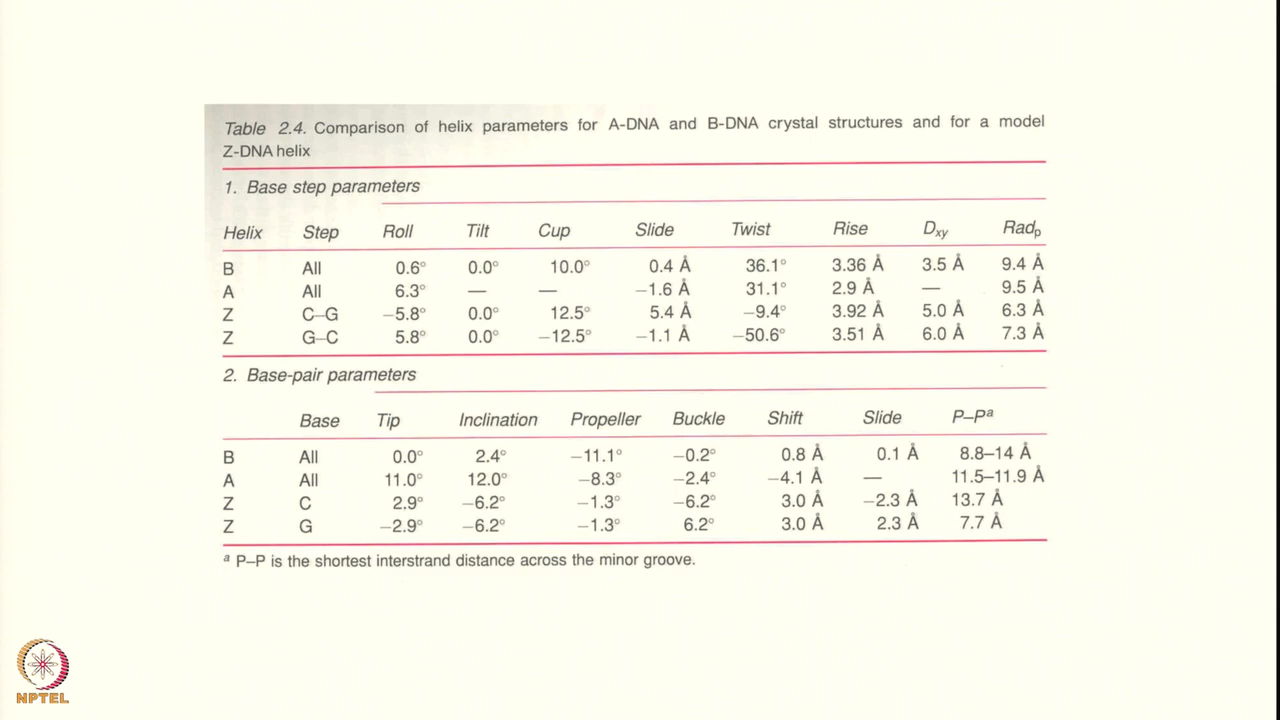 Table 2.4. Comparison of helix parameters for A-DNA and B-DNA crystal structures and for a model
Z-DNA helix
1. Base step parameters
Helix Step Roll Tilt Cup Slide Twist Rise Dxy Radp
B All 0.6° 0.0° 10.0° 0.4 Å 36.1° 3.36 Å 3.5 Å 9.4 Å
A All 6.3° — — −1.6 Å 31.1° 2.9 Å — 9.5 Å
Z C–G −5.8° 0.0° 12.5° 5.4 Å −9.4° 3.92 Å 5.0 Å 6.3 Å
Z G–C 5.8° 0.0° −12.5° −1.1 Å −50.6° 3.51 Å 6.0 Å 7.3 Å
2. Base-pair parameters
Base Tip Inclination Propeller Buckle Shift Slide P–Pa
B All 0.0° 2.4° −11.1° −0.2° 0.8 Å 0.1 Å 8.8–14 Å
A All 11.0° 12.0° −8.3° −2.4° −4.1 Å — 11.5–11.9 Å
Z C 2.9° −6.2° −1.3° −6.2° 3.0 Å −2.3 Å 13.7 Å
Z G −2.9° −6.2° −1.3° 6.2° 3.0 Å 2.3 Å 7.7 Å
a P–P is the shortest interstrand distance across the minor groove.
NPTEL